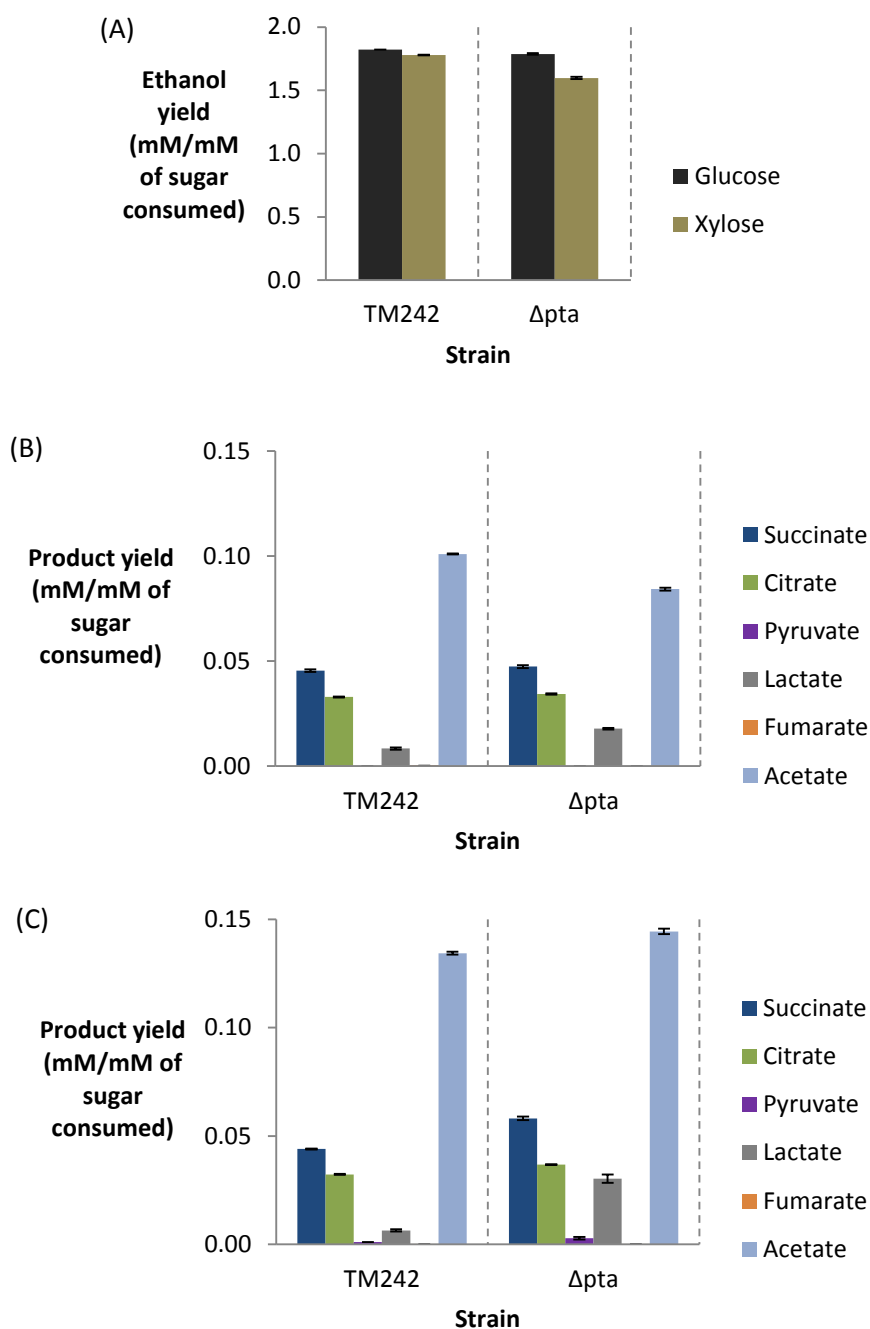 (A)
Ethanol
yield
(mM/mM
of sugar
consumed)
2.0
1.5
1.0
0.5
0.0
TM242
Δpta
Strain
Glucose
Xylose
(B)
Product yield
(mM/mM of
sugar
consumed)
0.15
0.10
0.05
0.00
TM242
Δpta
Strain
Succinate
Citrate
Pyruvate
Lactate
Fumarate
Acetate
(C)
Product yield
(mM/mM of
sugar
consumed)
0.15
0.10
0.05
0.00
TM242
Δpta
Strain
Succinate
Citrate
Pyruvate
Lactate
Fumarate
Acetate